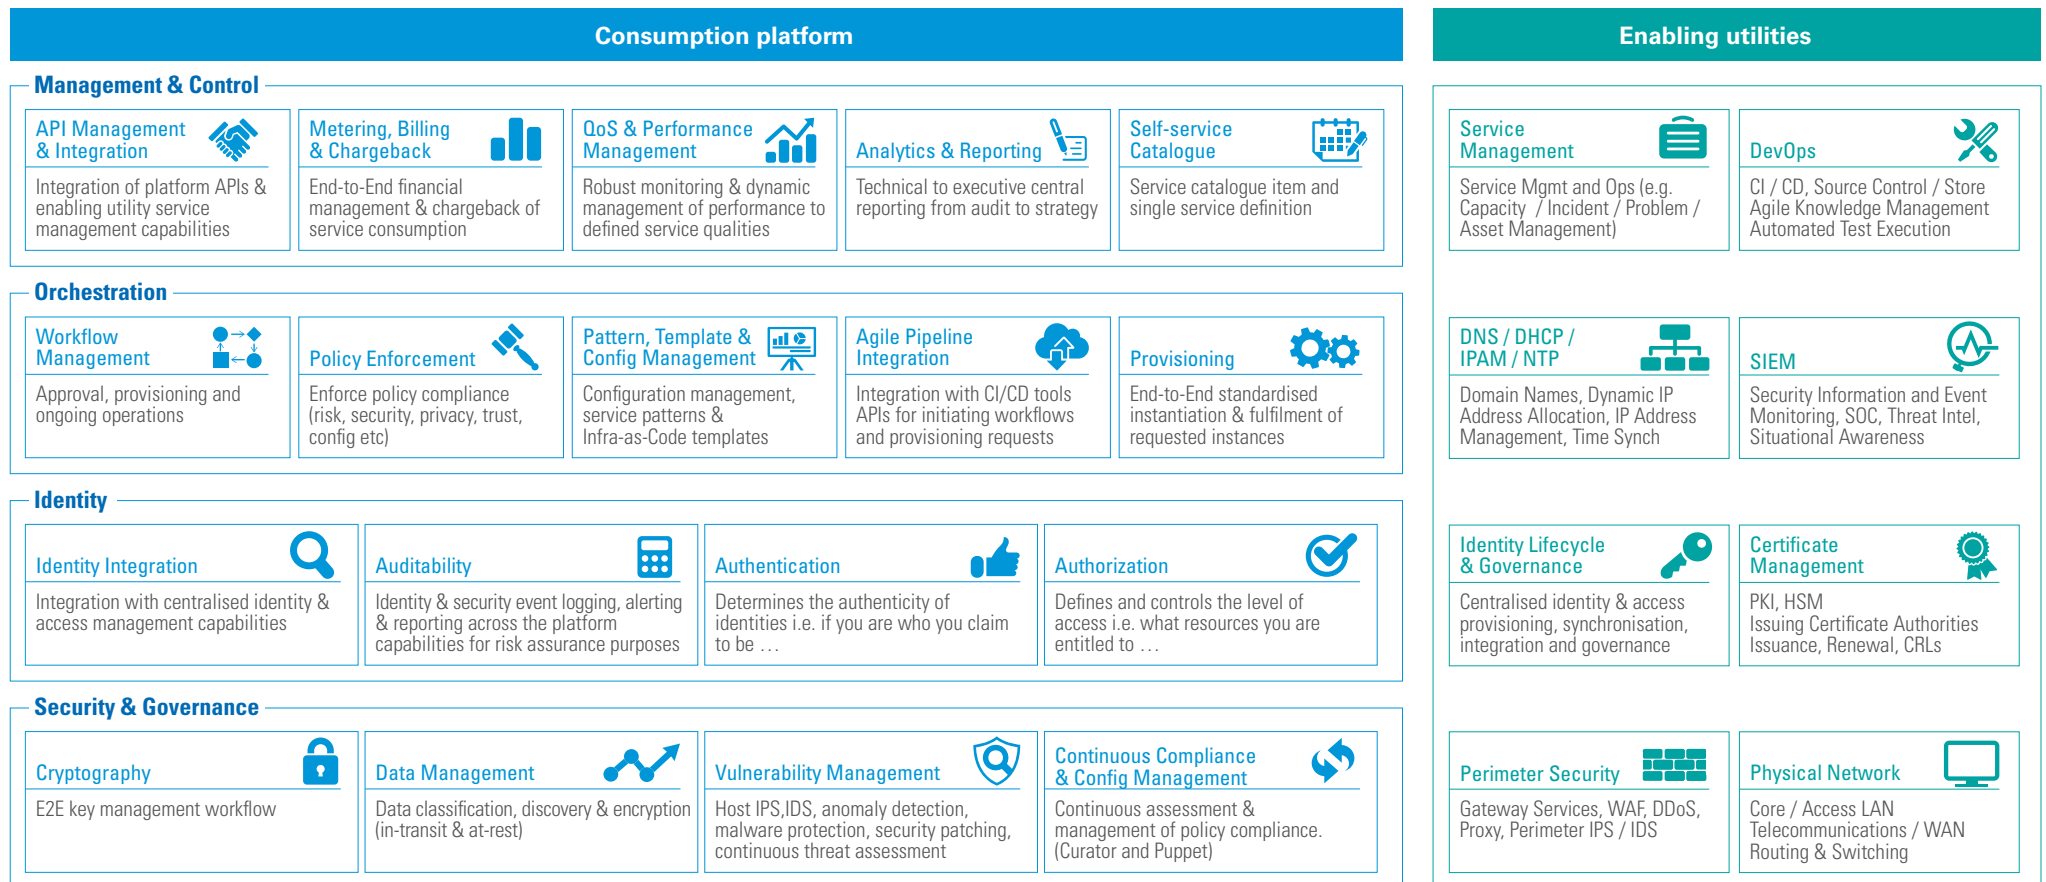 Consumption platform
Management & Control
API Management
& Integration
Integration of platform APIs &
enabling utility service
management capabilities
Metering, Billing
& Chargeback
End-to-End financial
management & chargeback of
service consumption
QoS & Performance
Management
Robust monitoring & dynamic
management of performance to
defined service qualities
Analytics & Reporting
Technical to executive central
reporting from audit to strategy
Self-service
Catalogue
Service catalogue item and
single service definition
Orchestration
Workflow
Management
Approval, provisioning and
ongoing operations
Policy Enforcement
Enforce policy compliance
(risk, security, privacy, trust,
config etc)
Pattern, Template &
Config Management
Configuration management,
service patterns &
Infra-as-Code templates
Agile Pipeline
Integration
Integration with CI/CD tools
APIs for initiating workflows
and provisioning requests
Provisioning
End-to-End standardised
instantiation & fulfilment of
requested instances
Identity
Identity Integration
Integration with centralised identity &
access management capabilities
Auditability
Identity & security event logging, alerting
& reporting across the platform
capabilities for risk assurance purposes
Authentication
Determines the authenticity of
identities i.e. if you are who you claim
to be …
Authorization
Defines and controls the level of
access i.e. what resources you are
entitled to …
Security & Governance
Cryptography
E2E key management workflow
Data Management
Data classification, discovery & encryption
(in-transit & at-rest)
Vulnerability Management
Host IPS,IDS, anomaly detection,
malware protection, security patching,
continuous threat assessment
Continuous Compliance
& Config Management
Continuous assessment &
management of policy compliance.
(Curator and Puppet)
Enabling utilities
Service
Management
Service Mgmt and Ops (e.g.
Capacity / Incident / Problem /
Asset Management)
DevOps
CI / CD, Source Control / Store
Agile Knowledge Management
Automated Test Execution
DNS / DHCP /
IPAM / NTP
Domain Names, Dynamic IP
Address Allocation, IP Address
Management, Time Synch
SIEM
Security Information and Event
Monitoring, SOC, Threat Intel,
Situational Awareness
Identity Lifecycle
& Governance
Centralised identity & access
provisioning, synchronisation,
integration and governance
Certificate
Management
PKI, HSM
Issuing Certificate Authorities
Issuance, Renewal, CRLs
Perimeter Security
Gateway Services, WAF, DDoS,
Proxy, Perimeter IPS / IDS
Physical Network
Core / Access LAN
Telecommunications / WAN
Routing & Switching